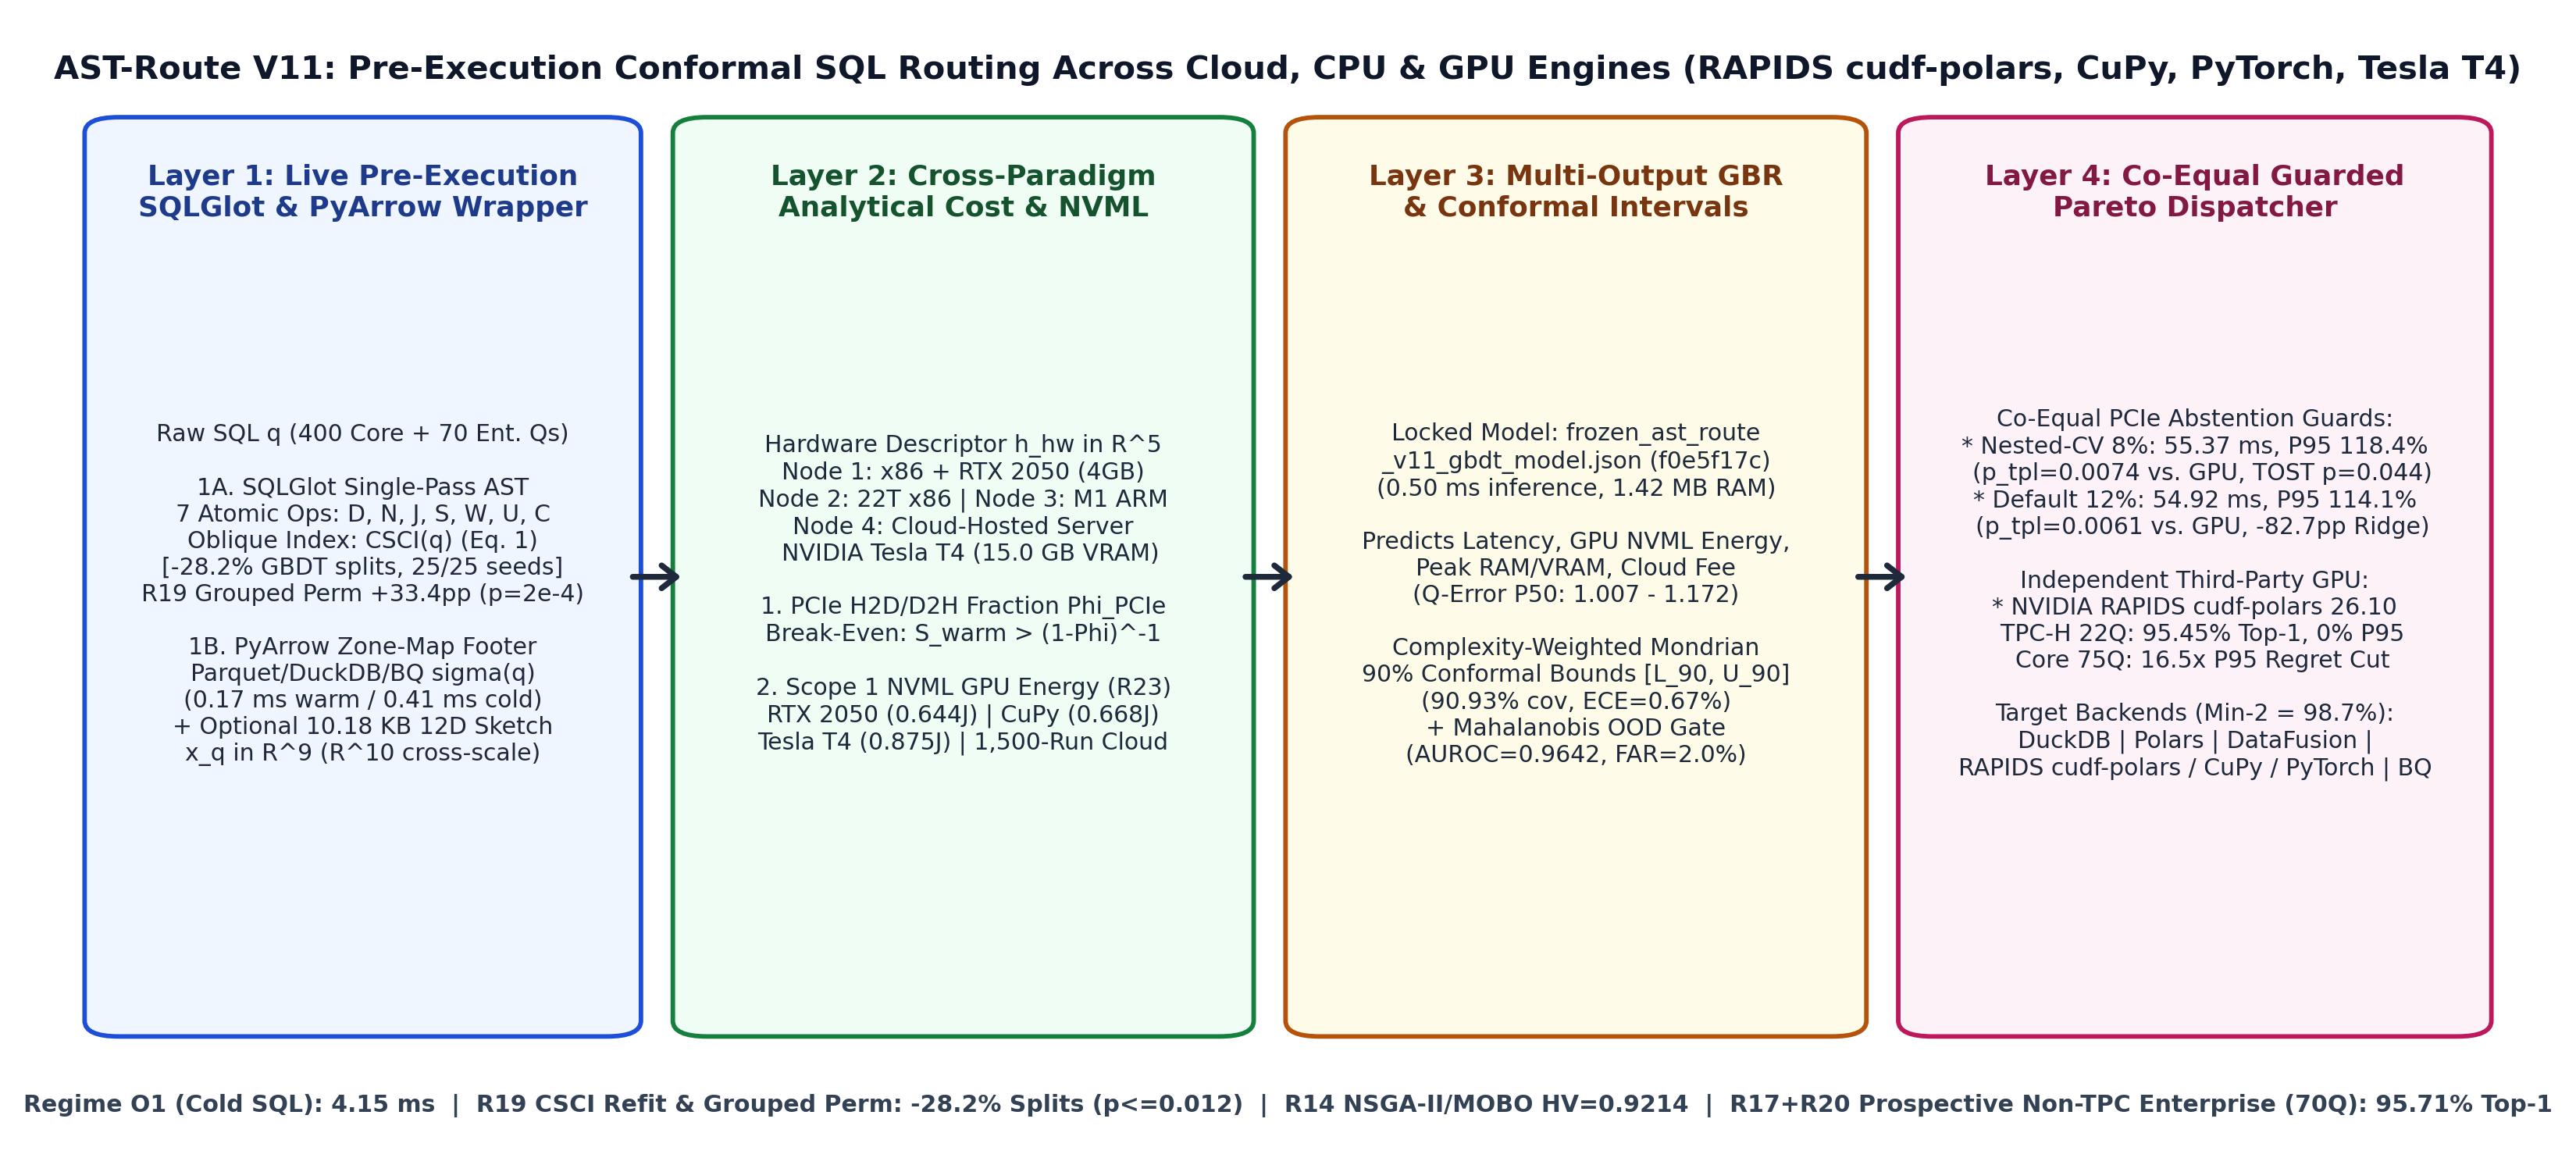 AST-Route V11: Pre-Execution Conformal SQL Routing Across Cloud, CPU & GPU Engines (RAPIDS cudf-polars, CuPy, PyTorch, Tesla T4)
Layer 1: Live Pre-Execution
SQLGlot & PyArrow Wrapper
Raw SQL q (400 Core + 70 Ent. Qs)
1A. SQLGlot Single-Pass AST
7 Atomic Ops: D, N, J, S, W, U, C
Oblique Index: CSCI(q) (Eq. 1)
[-28.2% GBDT splits, 25/25 seeds]
R19 Grouped Perm +33.4pp (p=2e-4)
1B. PyArrow Zone-Map Footer
Parquet/DuckDB/BQ sigma(q)
(0.17 ms warm / 0.41 ms cold)
+ Optional 10.18 KB 12D Sketch
x_q in R^9 (R^10 cross-scale)
Layer 2: Cross-Paradigm
Analytical Cost & NVML
Hardware Descriptor h_hw in R^5
Node 1: x86 + RTX 2050 (4GB)
Node 2: 22T x86 | Node 3: M1 ARM
Node 4: Cloud-Hosted Server
NVIDIA Tesla T4 (15.0 GB VRAM)
1. PCIe H2D/D2H Fraction Phi_PCIe
Break-Even: S_warm > (1-Phi)^-1
2. Scope 1 NVML GPU Energy (R23)
RTX 2050 (0.644J) | CuPy (0.668J)
Tesla T4 (0.875J) | 1,500-Run Cloud
Layer 3: Multi-Output GBR
& Conformal Intervals
Locked Model: frozen_ast_route
_v11_gbdt_model.json (f0e5f17c)
(0.50 ms inference, 1.42 MB RAM)
Predicts Latency, GPU NVML Energy,
Peak RAM/VRAM, Cloud Fee
(Q-Error P50: 1.007 - 1.172)
Complexity-Weighted Mondrian
90% Conformal Bounds [L_90, U_90]
(90.93% cov, ECE=0.67%)
+ Mahalanobis OOD Gate
(AUROC=0.9642, FAR=2.0%)
Layer 4: Co-Equal Guarded
Pareto Dispatcher
Co-Equal PCIe Abstention Guards:
* Nested-CV 8%: 55.37 ms, P95 118.4%
(p_tpl=0.0074 vs. GPU, TOST p=0.044)
* Default 12%: 54.92 ms, P95 114.1%
(p_tpl=0.0061 vs. GPU, -82.7pp Ridge)
Independent Third-Party GPU:
* NVIDIA RAPIDS cudf-polars 26.10
TPC-H 22Q: 95.45% Top-1, 0% P95
Core 75Q: 16.5x P95 Regret Cut
Target Backends (Min-2 = 98.7%):
DuckDB | Polars | DataFusion |
RAPIDS cudf-polars / CuPy / PyTorch | BQ
Regime O1 (Cold SQL): 4.15 ms | R19 CSCI Refit & Grouped Perm: -28.2% Splits (p<=0.012) | R14 NSGA-II/MOBO HV=0.9214 | R17+R20 Prospective Non-TPC Enterprise (70Q): 95.71% Top-1